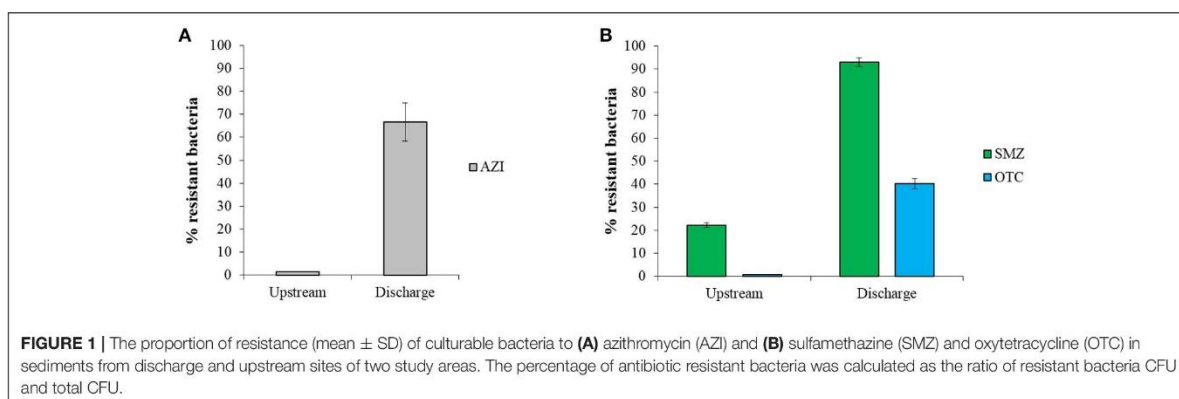 A
100
90
80
70
60
50
40
30
20
10
0
% resistant bacteria
Upstream Discharge
AZI
B
100
90
80
70
60
50
40
30
20
10
0
% resistant bacteria
Upstream Discharge
SMZ
OTC
FIGURE 1 | The proportion of resistance (mean ± SD) of culturable bacteria to (A) azithromycin (AZI) and (B) sulfamethazine (SMZ) and oxytetracycline (OTC) in
sediments from discharge and upstream sites of two study areas. The percentage of antibiotic resistant bacteria was calculated as the ratio of resistant bacteria CFU
and total CFU.